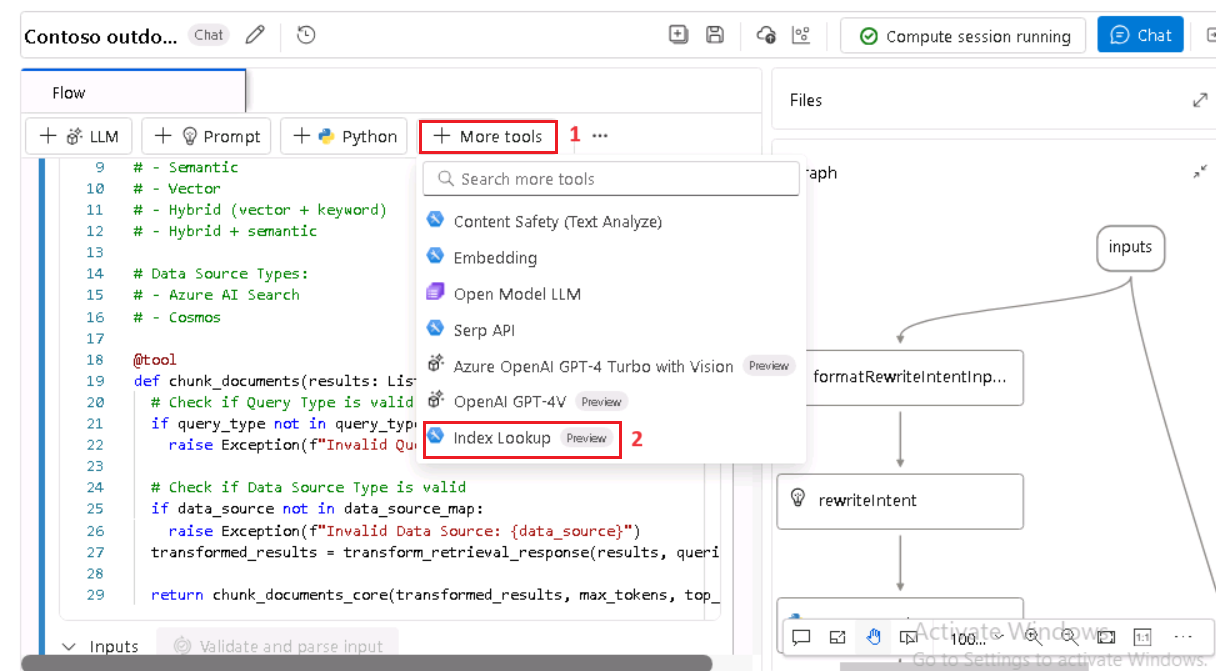 Contoso outdo... Chat
Compute session running
Chat
Flow
Files
+ LLM
+ Prompt
+ Python
+ More tools
1
...
Search more tools
Content Safety (Text Analyze)
Embedding
Open Model LLM
Serp API
Azure OpenAI GPT-4 Turbo with Vision Preview
OpenAI GPT-4V Preview
Index Lookup Preview
2
9 # - Semantic
10 # - Vector
11 # - Hybrid (vector + keyword)
12 # - Hybrid + semantic
13
14 # Data Source Types:
15 # - Azure AI Search
16 # - Cosmos
17
18 @tool
19 def chunk_documents(results: Lis
20 # Check if Query Type is valid
21 if query_type not in query_typ
22 raise Exception(f"Invalid Qu
23
24 # Check if Data Source Type is valid
25 if data_source not in data_source_map:
26 raise Exception(f"Invalid Data Source: {data_source}")
27 transformed_results = transform_retrieval_response(results, queri
28
29 return chunk_documents_core(transformed_results, max_tokens, top_
Inputs
Validate and parse input
raph
inputs
formatRewriteIntentInp...
rewriteIntent
100...
1:1
...
Activate Windows
Go to Settings to activate Windows.